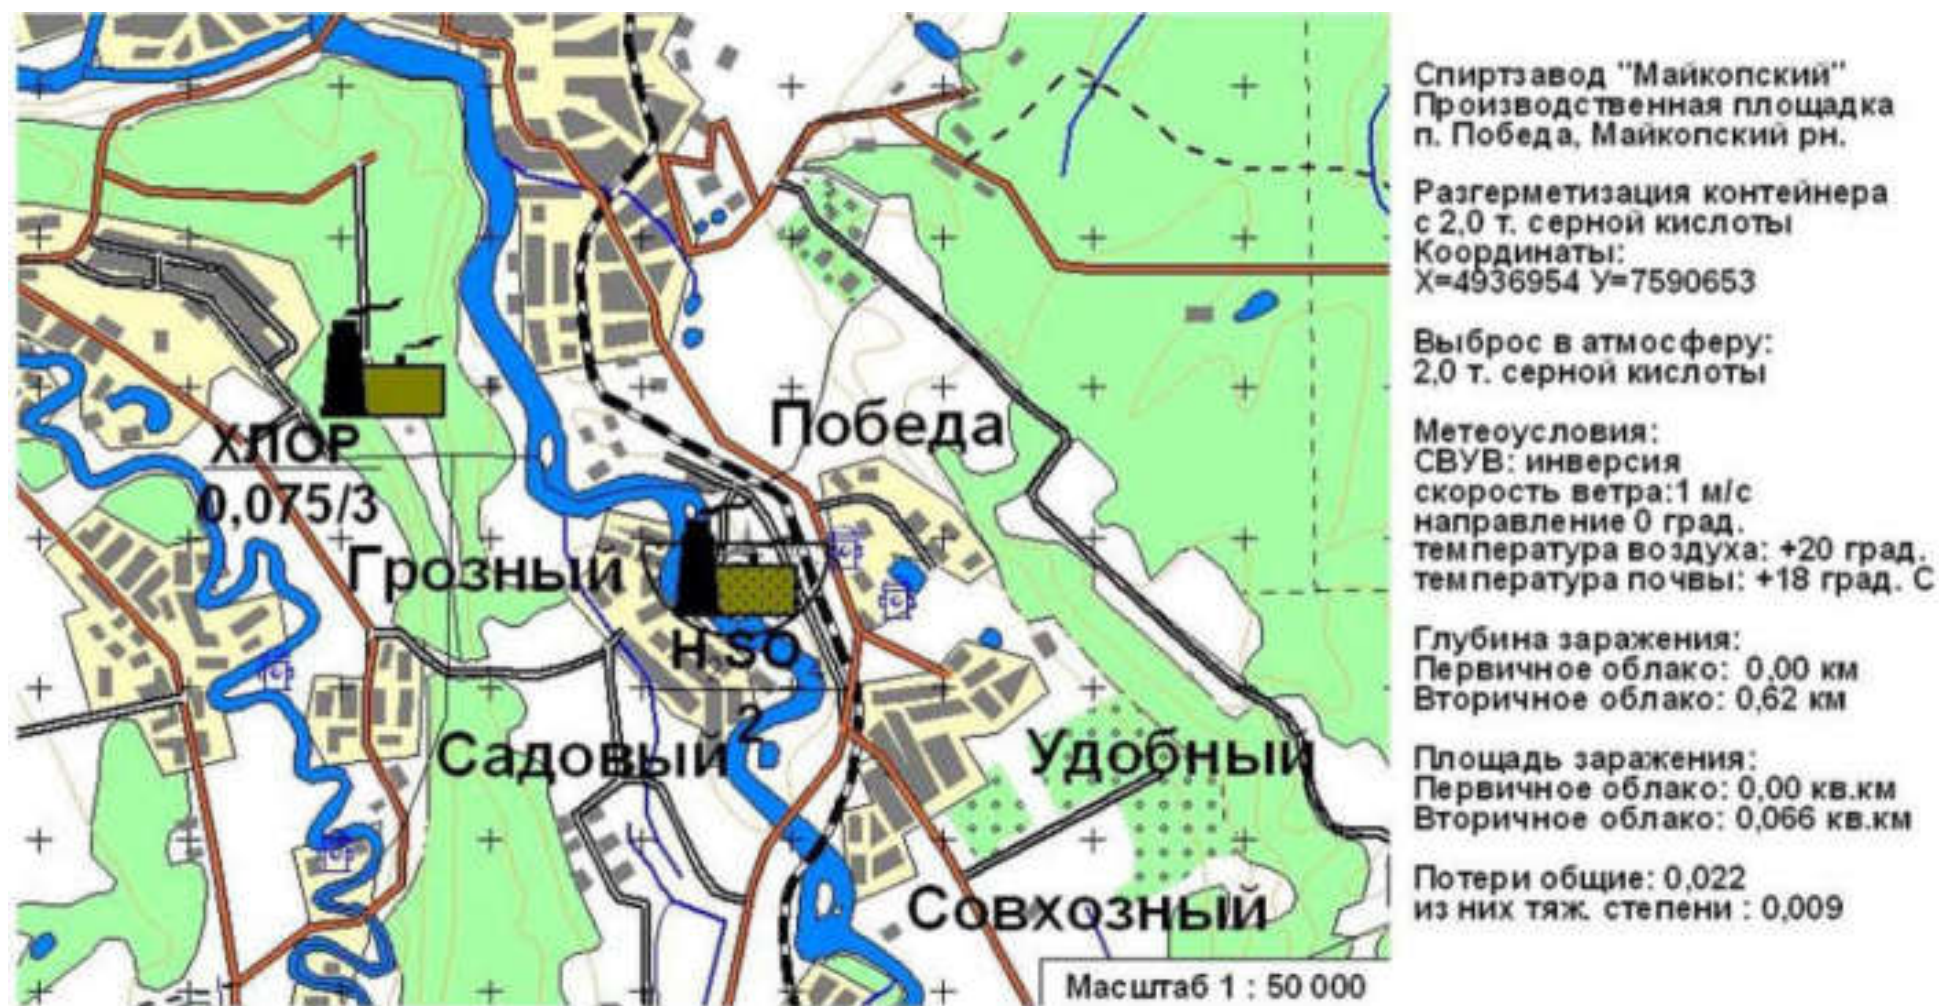 Победа
ХЛОР
0,075/3
Грозный
H SO
2
Садовый
Удобный
Совхозный
Масштаб 1 : 50 000
Спиртзавод "Майкопский"
Производственная площадка
п. Победа, Майкопский рн.
Разгерметизация контейнера
с 2,0 т. серной кислоты
Координаты:
Х=4936954 У=7590653
Выброс в атмосферу:
2,0 т. серной кислоты
Метеоусловия:
СВУВ: инверсия
скорость ветра:1 м/с
направление 0 град.
температура воздуха: +20 град.
температура почвы: +18 град. С
Глубина заражения:
Первичное облако: 0,00 км
Вторичное облако: 0,62 км
Площадь заражения:
Первичное облако: 0,00 кв.км
Вторичное облако: 0,066 кв.км
Потери общие: 0,022
из них тяж. степени : 0,009